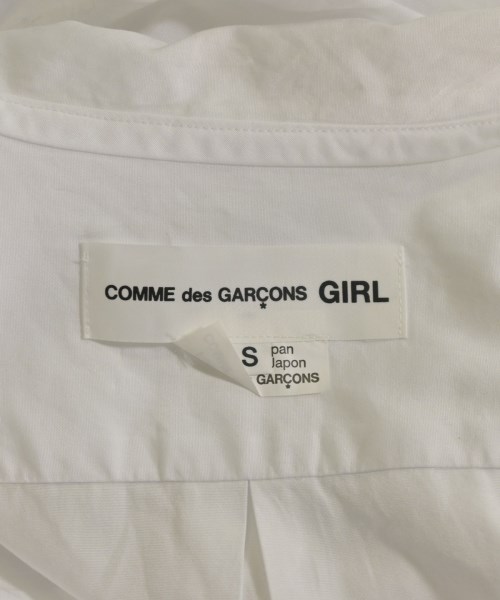 COMME des GARÇONS GIRL
S pan
Japon
GARÇONS